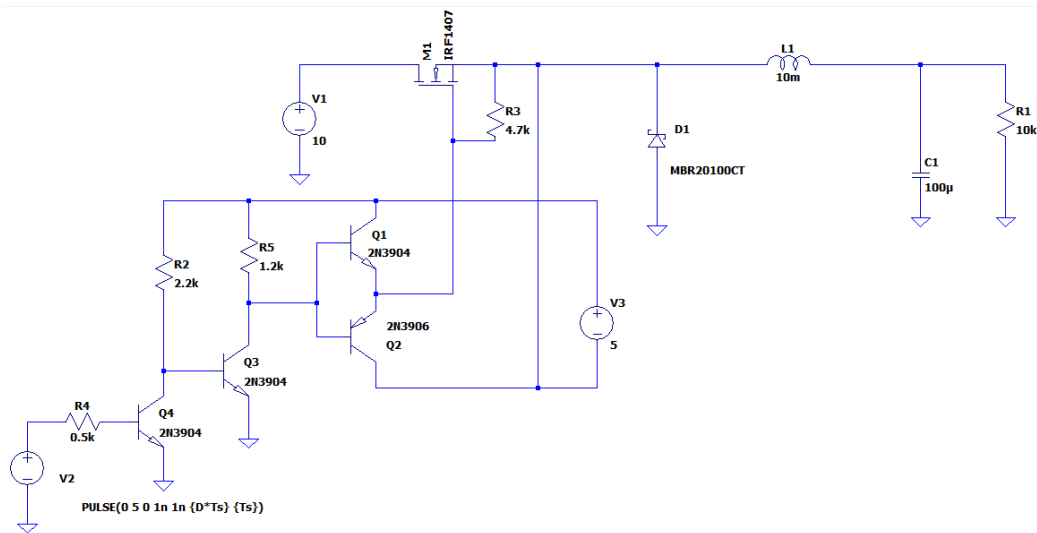 M1
IRF1407
L1
10m
V1
10
R3
4.7k
D1
MBR20100CT
R1
10k
C1
100µ
R2
2.2k
R5
1.2k
Q1
2N3904
V3
5
2N3906
Q2
Q3
2N3904
R4
0.5k
Q4
2N3904
V2
PULSE(0 5 0 1n 1n {D*Ts} {Ts})